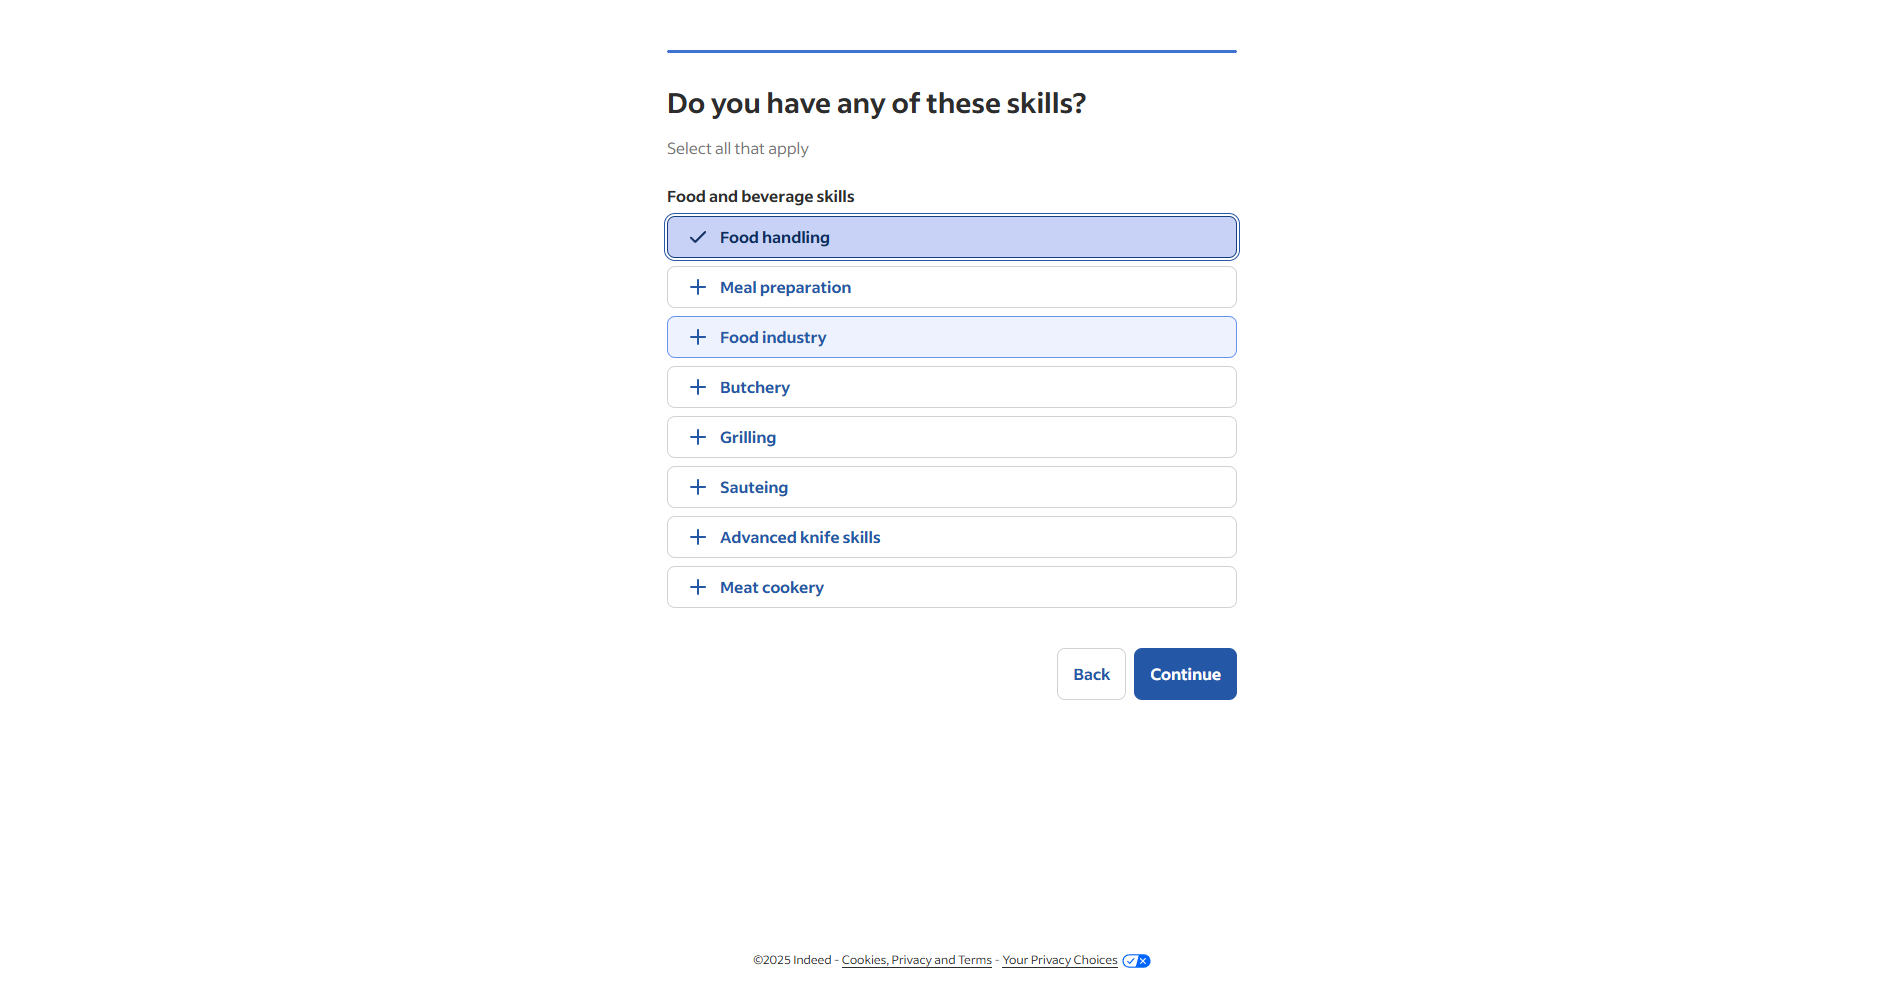 Do you have any of these skills?
Select all that apply
Food and beverage skills
Food handling
Meal preparation
Food industry
Butchery
Grilling
Sauteing
Advanced knife skills
Meat cookery
Back
Continue
©2025 Indeed - Cookies, Privacy and Terms - Your Privacy Choices